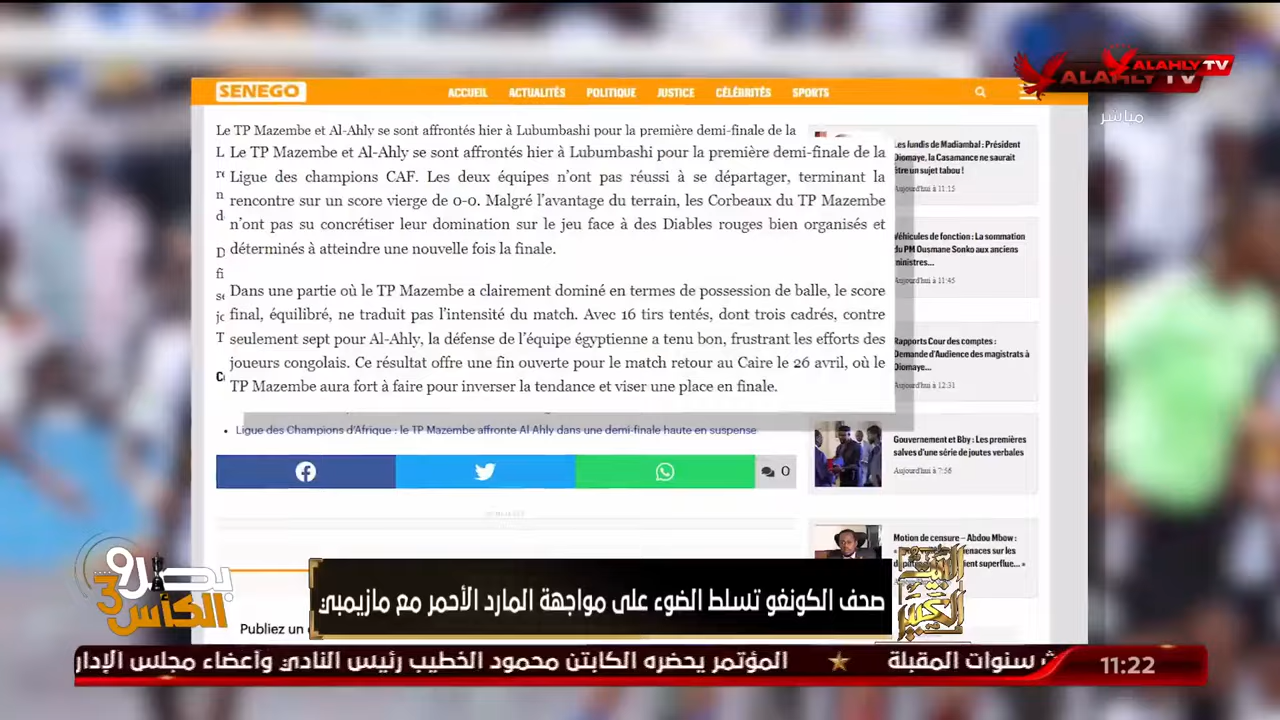 ALAHLY TV
مباشر
SENEGO
ACCUEIL ACTUALITÉS POLITIQUE JUSTICE CÉLÉBRITÉS SPORTS
Le TP Mazembe et Al-Ahly se sont affrontés hier à Lubumbashi pour la première demi-finale de la
Le TP Mazembe et Al-Ahly se sont affrontés hier à Lubumbashi pour la première demi-finale de la
Ligue des champions CAF. Les deux équipes n'ont pas réussi à se départager, terminant la
rencontre sur un score vierge de 0-0. Malgré l'avantage du terrain, les Corbeaux du TP Mazembe
n'ont pas su concrétiser leur domination sur le jeu face à des Diables rouges bien organisés et
déterminés à atteindre une nouvelle fois la finale.
Dans une partie où le TP Mazembe a clairement dominé en termes de possession de balle, le score
final, équilibré, ne traduit pas l'intensité du match. Avec 16 tirs tentés, dont trois cadrés, contre
seulement sept pour Al-Ahly, la défense de l'équipe égyptienne a tenu bon, frustrant les efforts des
joueurs congolais. Ce résultat offre une fin ouverte pour le match retour au Caire le 26 avril, où le
TP Mazembe aura fort à faire pour inverser la tendance et viser une place en finale.
Ligue des Champions d'Afrique : le TP Mazembe affronte Al Ahly dans une demi-finale haute en suspense
0
Les lundis de Madiambal : Président
Diomaye, la Casamance ne saurait
être un sujet tabou !
Aujourd'hui à 11:15
Véhicules de fonction : La sommation
du PM Ousmane Sonko aux anciens
ministres...
Aujourd'hui à 11:45
Rapports Cour des comptes :
Demande d'Audience des magistrats à
Diomaye...
Aujourd'hui à 12:31
Gouvernement et Bby : Les premières
salves d'une série de joutes verbales
Aujourd'hui à 7:56
Motion de censure – Abdou Mbow :
superflue... »
Publiez un
بصرو 3 الكأس
صحف الكونغو تسلط الضوء على مواجهة المارد الأحمر مع مازيمبي
سنوات المقبلة ★ المؤتمر يحضره الكابتن محمود الخطيب رئيس النادي وأعضاء مجلس الإدار
11:22